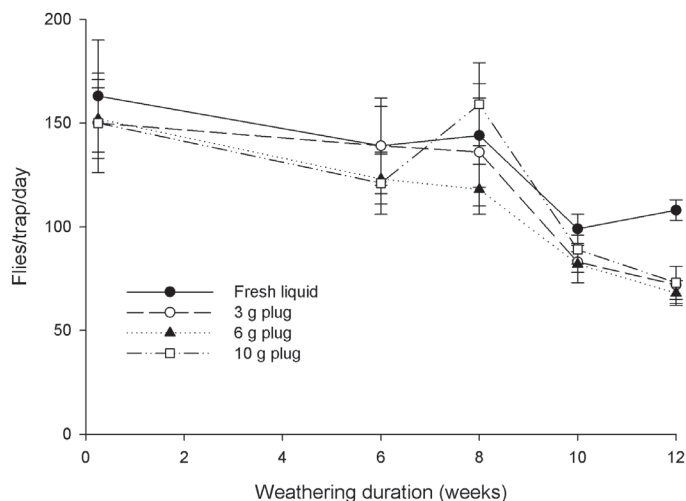 200
150
100
50
0
Flies/trap/day
Fresh liquid
3 g plug
6 g plug
10 g plug
0 2 4 6 8 10 12
Weathering duration (weeks)